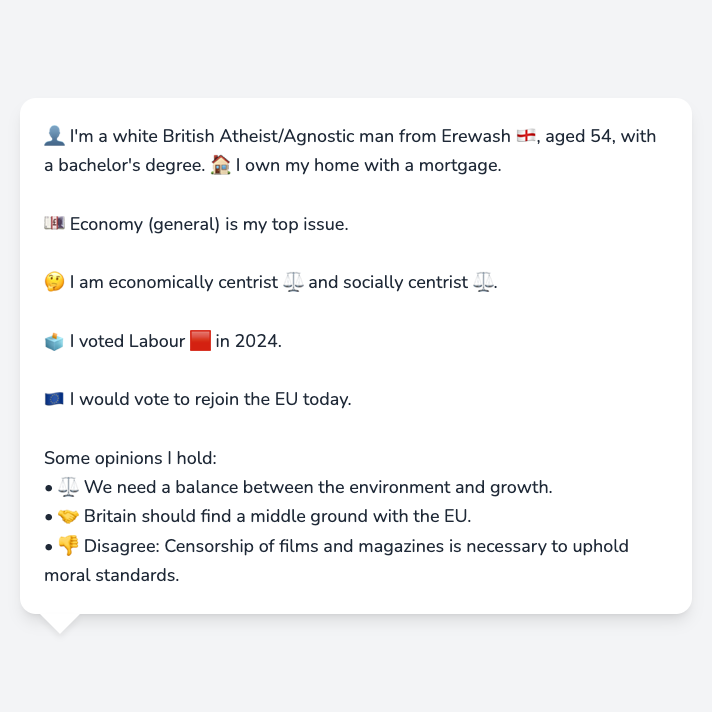 👤 I'm a white British Atheist/Agnostic man from Erewash 🏴󠁧󠁢󠁥󠁮󠁧󠁿, aged 54, with
a bachelor's degree. 🏠 I own my home with a mortgage.
💷 Economy (general) is my top issue.
🤔 I am economically centrist ⚖️ and socially centrist ⚖️.
🗳️ I voted Labour 🟥 in 2024.
🇪🇺 I would vote to rejoin the EU today.
Some opinions I hold:
• ⚖️ We need a balance between the environment and growth.
• 🤝 Britain should find a middle ground with the EU.
• 👎 Disagree: Censorship of films and magazines is necessary to uphold
moral standards.